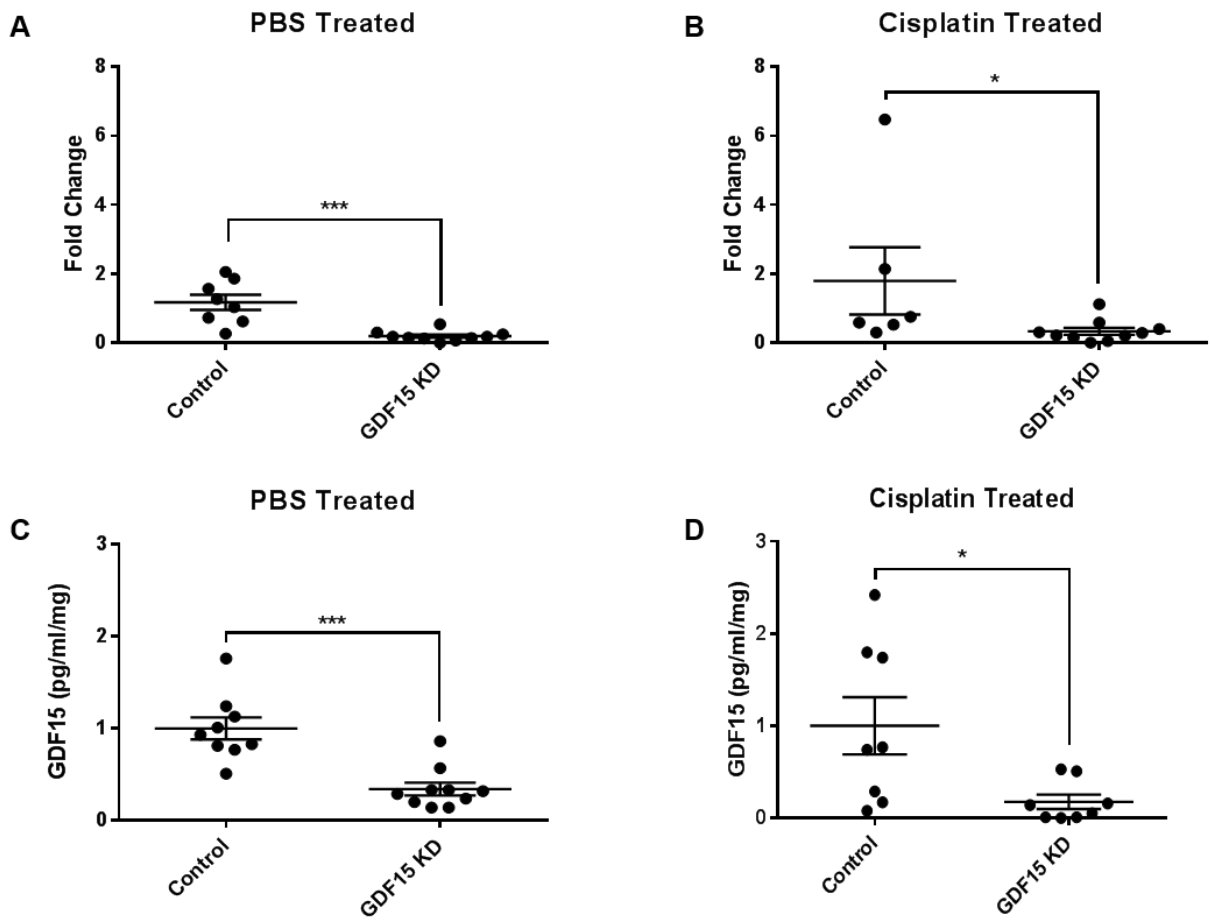 A
PBS Treated
8
6
4
2
0
Fold Change
***
Control
GDF15 KD
B
Cisplatin Treated
8
6
4
2
0
Fold Change
*
Control
GDF15 KD
C
PBS Treated
3
2
1
0
GDF15 (pg/ml/mg)
***
Control
GDF15 KD
D
Cisplatin Treated
3
2
1
0
GDF15 (pg/ml/mg)
*
Control
GDF15 KD